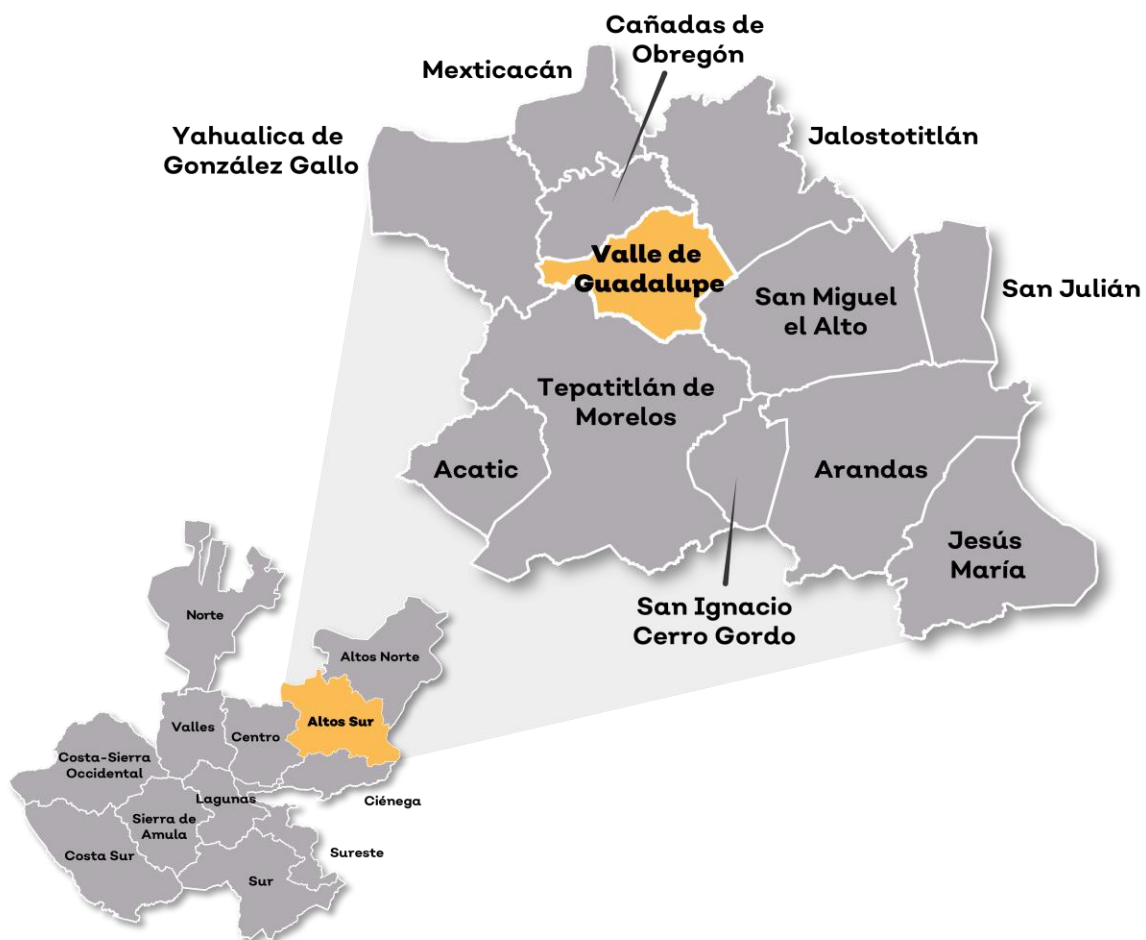 Cañadas de
Obregón
Mexticacán
Yahualica de
González Gallo
Jalostotitlán
Valle de
Guadalupe
San Miguel
el Alto
San Julián
Tepatitlán de
Morelos
Acatic
Arandas
Jesús
María
San Ignacio
Cerro Gordo
Norte
Altos Norte
Altos Sur
Valles
Centro
Costa-Sierra
Occidental
Lagunas
Ciénega
Sierra de
Amula
Costa Sur
Sureste
Sur